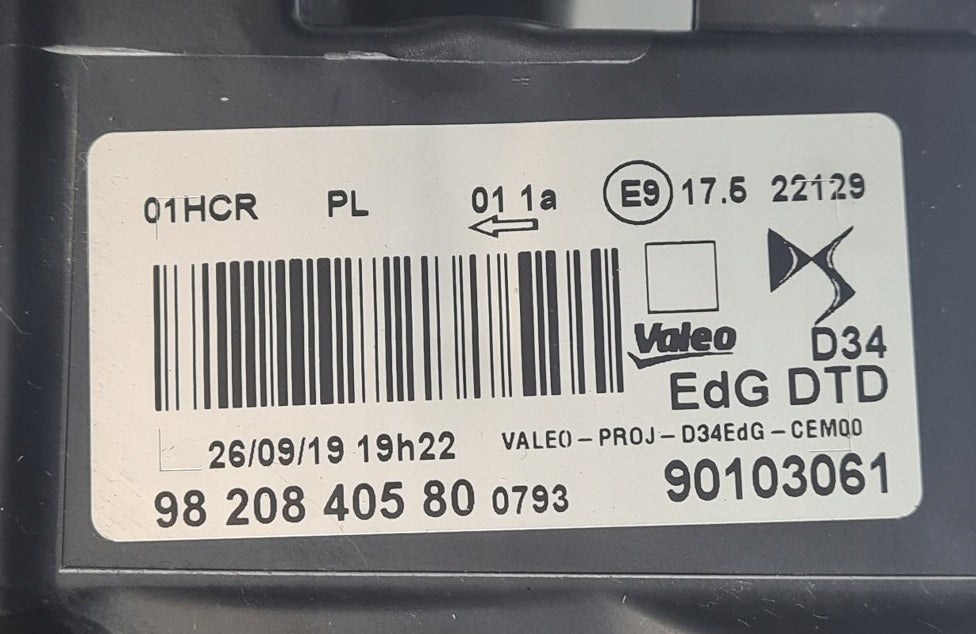 01HCR PL 01 1a E9 17.5 22129
Valeo D34
EdG DTD
26/09/19 19h22 VALEO-PROJ-D34EdG-CEM00
98 208 405 80 0793 90103061